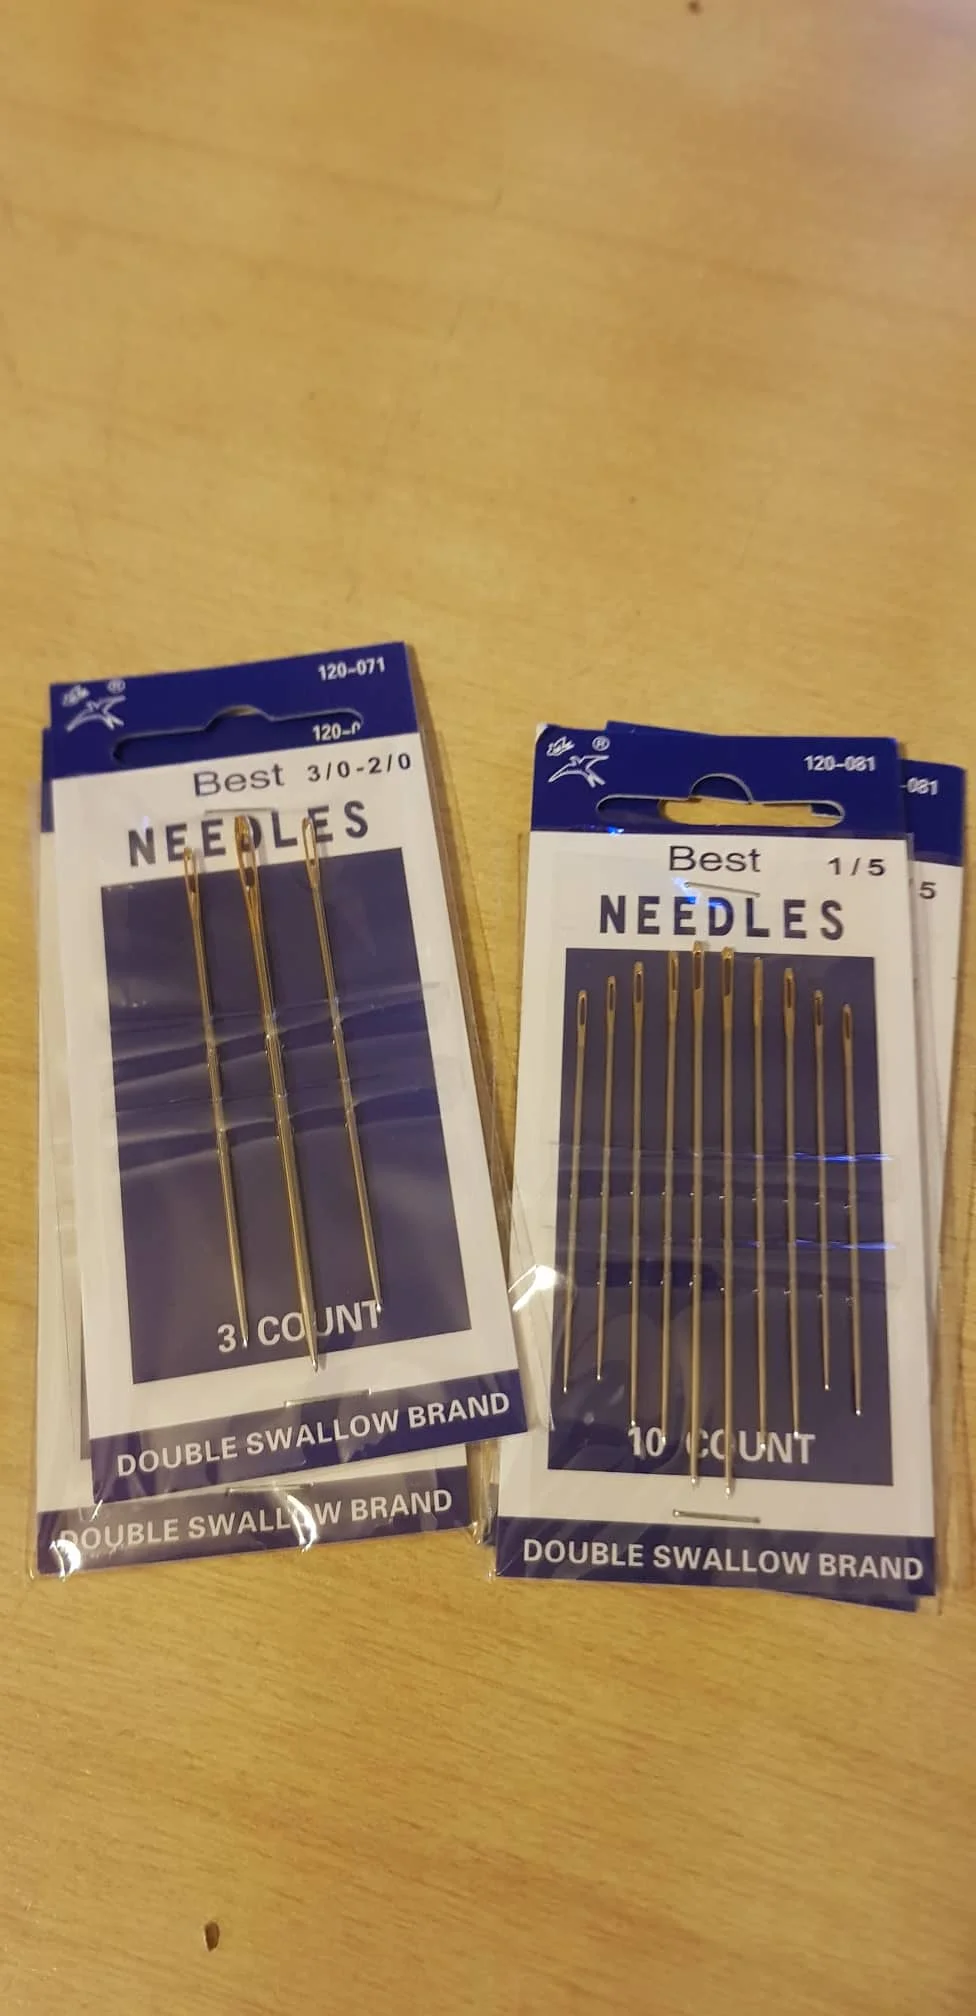 120-071
120-0
Best 3/0-2/0
NEEDLES
3 COUNT
DOUBLE SWALLOW BRAND
DOUBLE SWALLOW BRAND
®
120-081
Best 1/5
NEEDLES
10 COUNT
DOUBLE SWALLOW BRAND
-081
5